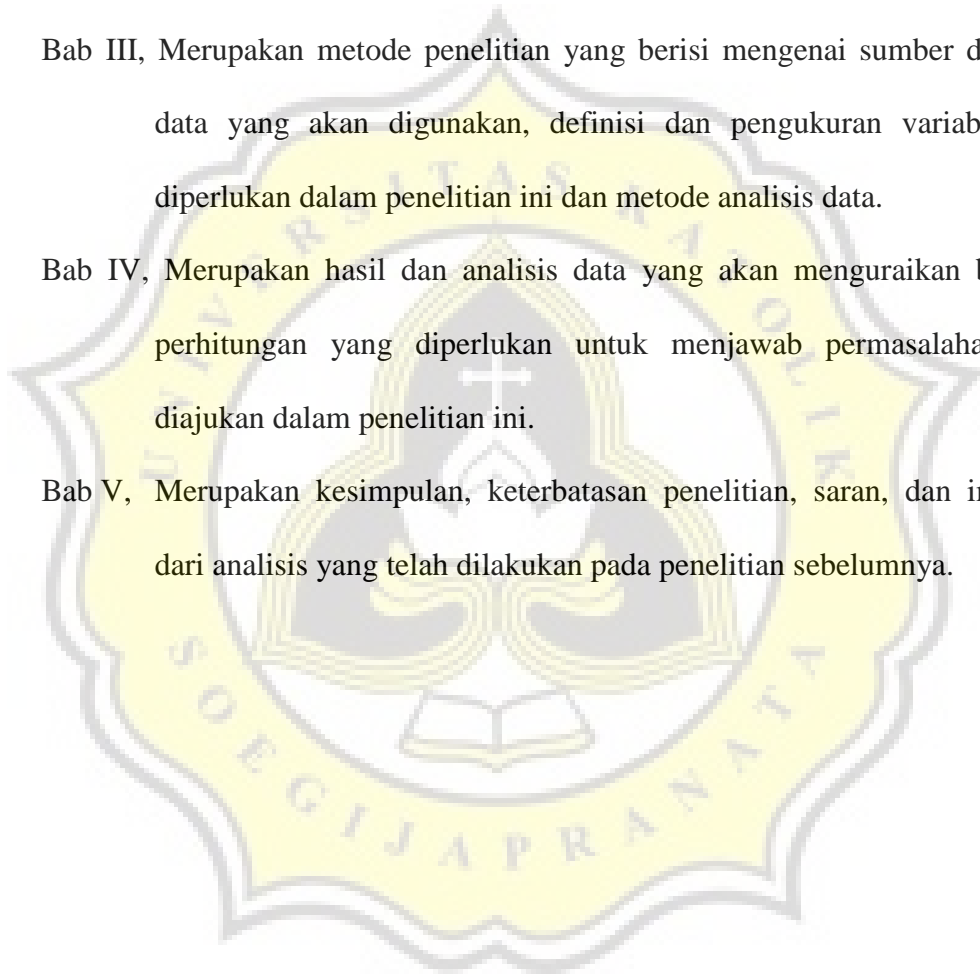 Bab III, Merupakan metode penelitian yang berisi mengenai sumber
data yang akan digunakan, definisi dan pengukuran
diperlukan dalam penelitian ini dan metode analisis data.
Bab IV, Merupakan hasil dan analisis data yang akan menguraikan
perhitungan yang diperlukan untuk menjawab
diajukan dalam penelitian ini.
Bab V, Merupakan kesimpulan, keterbatasan penelitian, saran, dan
dari analisis yang telah dilakukan pada penelitian sebelumnya.
UNIVERSITAS KATOLIK
SOEGIJAPRANATA